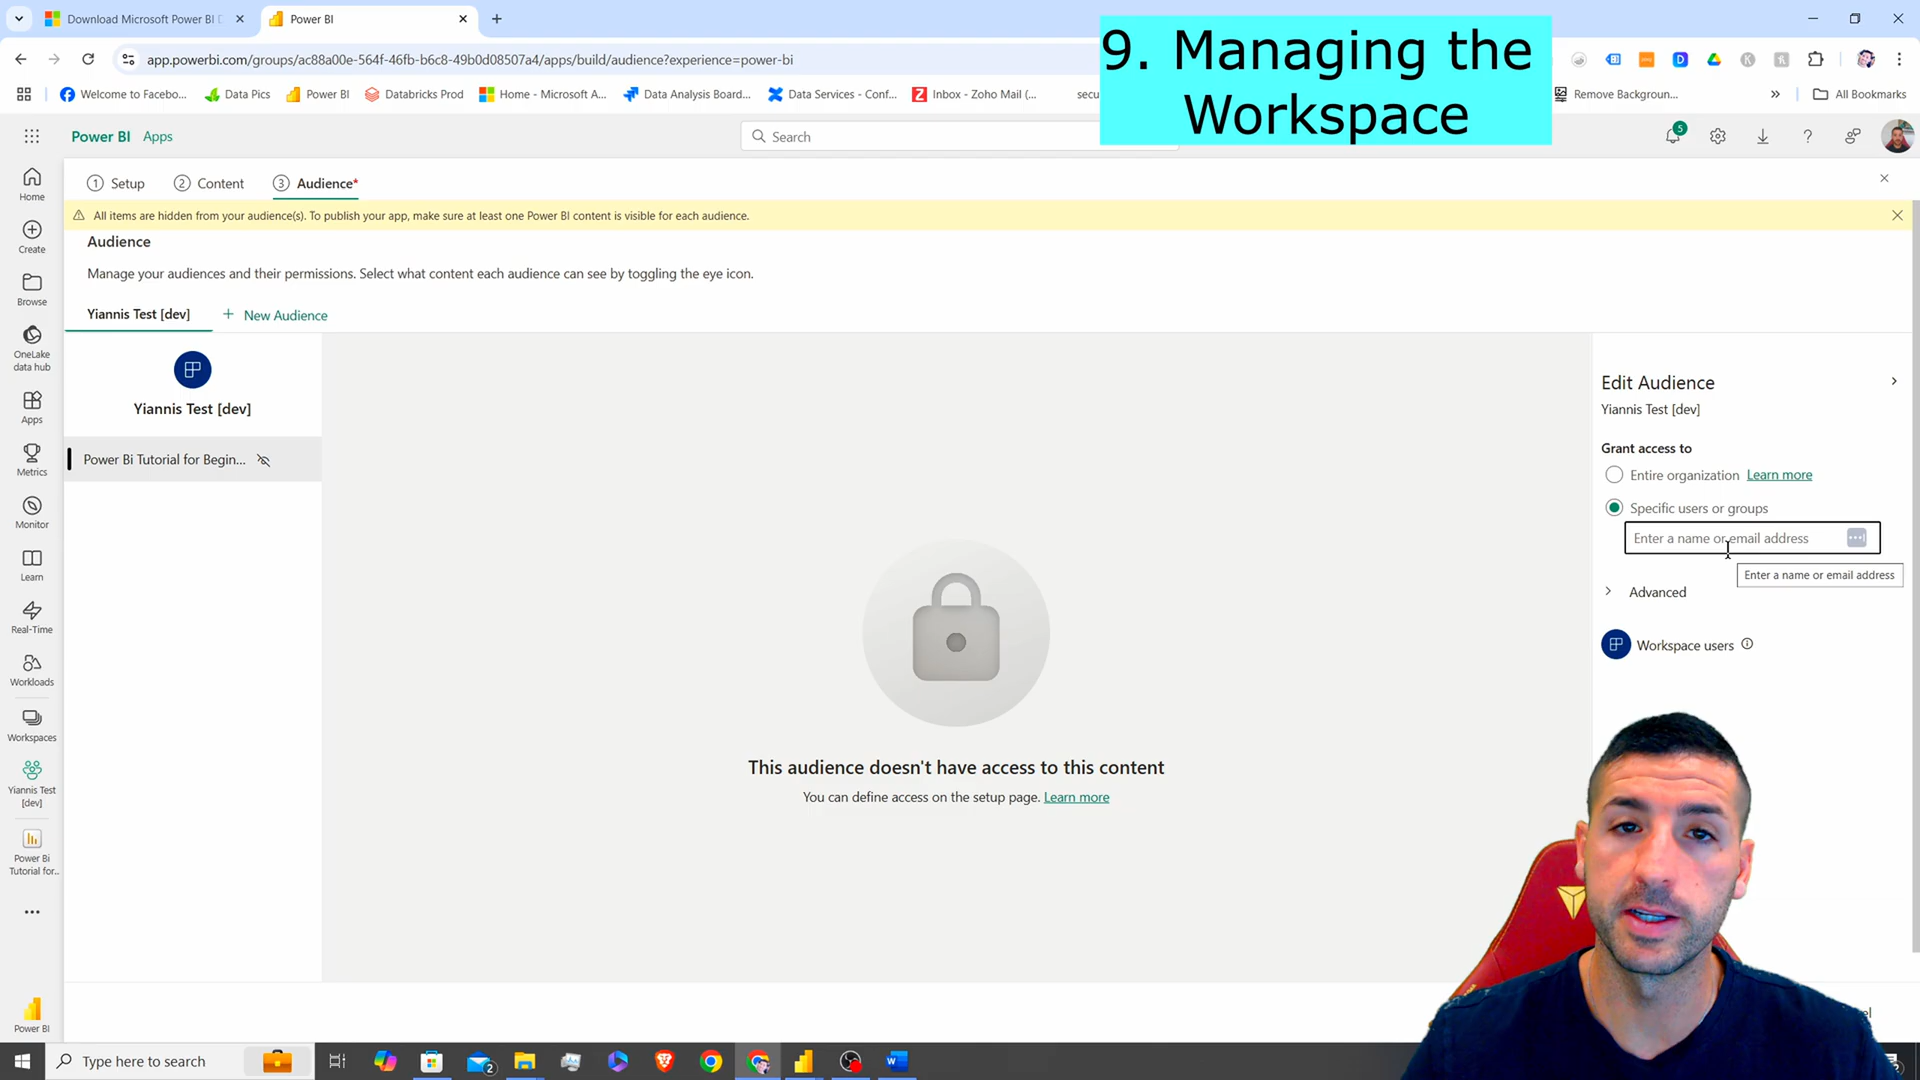 Download Microsoft Power BI D
Power BI
app.powerbi.com/groups/ac88a00e-564f-46fb-b6c8-49b0d08507a4/apps/build/audience?experience=power-bi
9. Managing the
Workspace
Welcome to Facebo...
Data Pics
Power BI
Databricks Prod
Home - Microsoft A...
Data Analysis Board...
Data Services - Conf...
Inbox - Zoho Mail (...
secu
Remove Backgroun...
All Bookmarks
Power BI Apps
Search
5
1 Setup
2 Content
3 Audience*
All items are hidden from your audience(s). To publish your app, make sure at least one Power BI content is visible for each audience.
Audience
Manage your audiences and their permissions. Select what content each audience can see by toggling the eye icon.
Yiannis Test [dev]
+ New Audience
Yiannis Test [dev]
Power Bi Tutorial for Begin...
Home
Create
Browse
OneLake
data hub
Apps
Metrics
Monitor
Learn
Real-Time
Workloads
Workspaces
Yiannis Test
[dev]
Power Bi
Tutorial for..
Power BI
This audience doesn't have access to this content
You can define access on the setup page. Learn more
Edit Audience
Yiannis Test [dev]
Grant access to
Entire organization Learn more
Specific users or groups
Enter a name or email address
Enter a name or email address
Advanced
Workspace users
Type here to search
2